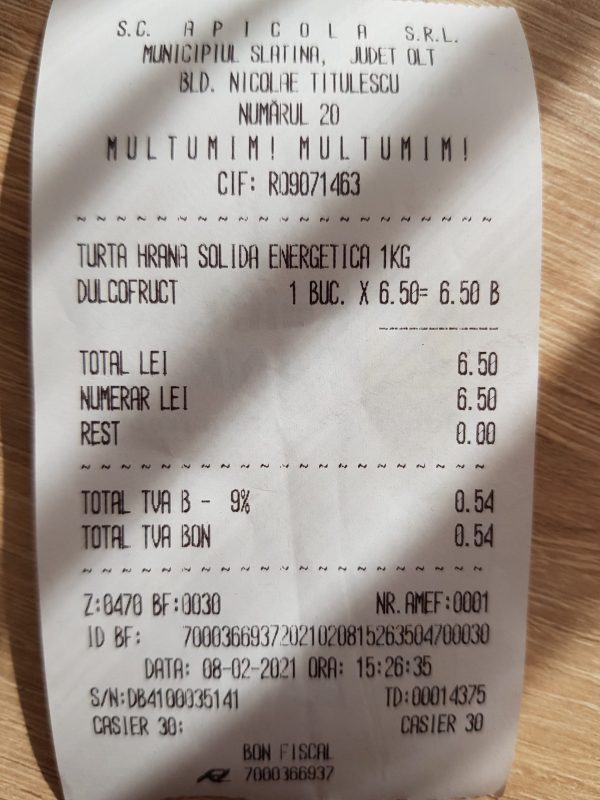 S.C. A P I C O L A S.R.L.
MUNICIPIUL SLATINA, JUDET OLT
BLD. NICOLAE TITULESCU
NUMĂRUL 20
M U L T U M I M ! M U L T U M I M !
CIF: RO9071463
~ ~ ~ ~ ~ ~ ~ ~ ~ ~ ~ ~ ~ ~ ~ ~ ~ ~ ~ ~ ~ ~
TURTA HRANA SOLIDA ENERGETICA 1KG
DULCOFRUCT 1 BUC. X 6.50= 6.50 B
TOTAL LEI 6.50
NUMERAR LEI 6.50
REST 0.00
~ ~ ~ ~ ~ ~ ~ ~ ~ ~ ~ ~ ~ ~ ~ ~ ~ ~ ~ ~ ~ ~
TOTAL TVA B - 9% 0.54
TOTAL TVA BON 0.54
~ ~ ~ ~ ~ ~ ~ ~ ~ ~ ~ ~ ~ ~ ~ ~ ~ ~ ~ ~ ~ ~
Z:0470 BF:0030 NR.AMEF:0001
ID BF: 70003669372021020815263504700030
DATA: 08-02-2021 ORA: 15:26:35
S/N:DB4100035141 TD:00014375
CASIER 30: CASIER 30
BON FISCAL
7000366937